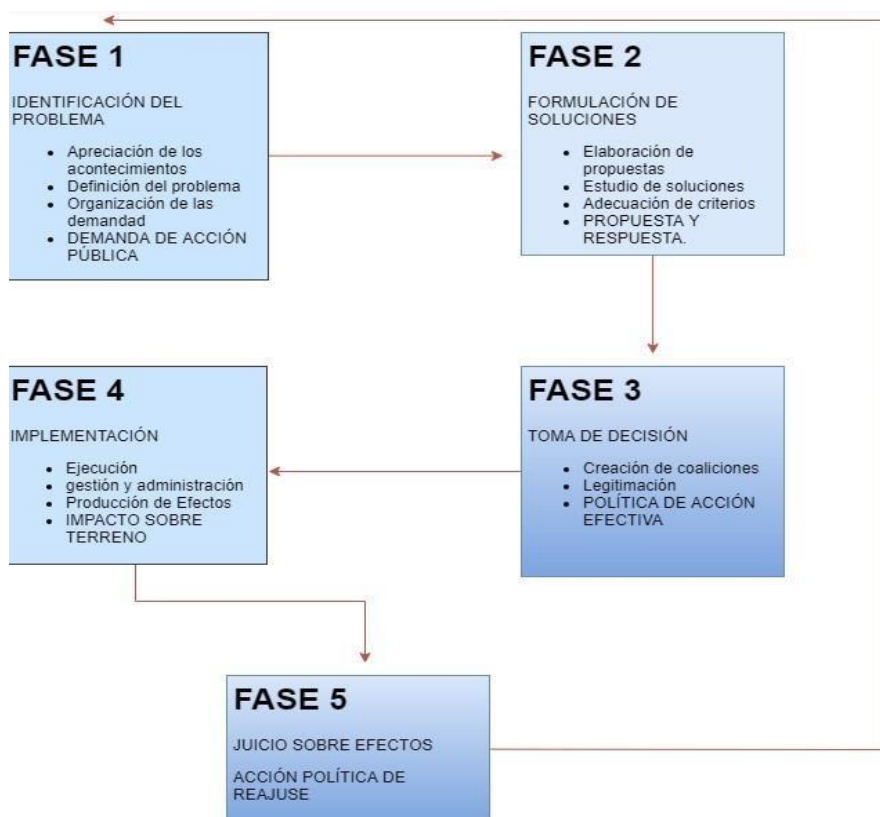 FASE 1
IDENTIFICACIÓN DEL
PROBLEMA
• Apreciación de los
acontecimientos
• Definición del problema
• Organización de las
demandad
• DEMANDA DE ACCIÓN
PÚBLICA
FASE 2
FORMULACIÓN DE
SOLUCIONES
• Elaboración de
propuestas
• Estudio de soluciones
• Adecuación de criterios
• PROPUESTA Y
RESPUESTA.
FASE 3
TOMA DE DECISIÓN
• Creación de coaliciones
• Legitimación
• POLÍTICA DE ACCIÓN
EFECTIVA
FASE 4
IMPLEMENTACIÓN
• Ejecución
• gestión y administración
• Producción de Efectos
• IMPACTO SOBRE
TERRENO
FASE 5
JUICIO SOBRE EFECTOS
ACCIÓN POLÍTICA DE
REAJUSE